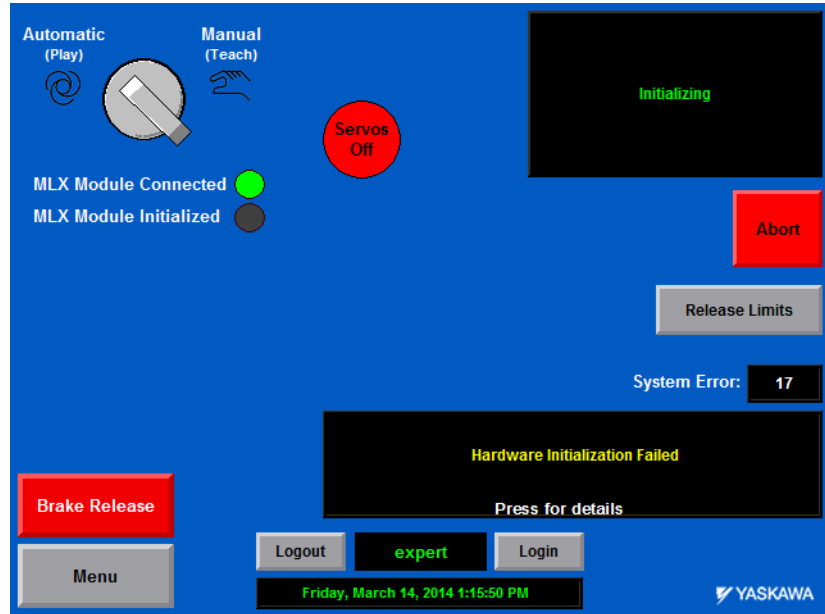 Automatic
(Play)
Manual
(Teach)
Initializing
Servos
Off
MLX Module Connected
MLX Module Initialized
Abort
Release Limits
System Error: 17
Hardware Initialization Failed
Press for details
Brake Release
Logout expert Login
Menu
Friday, March 14, 2014 1:15:50 PM
YASKAWA